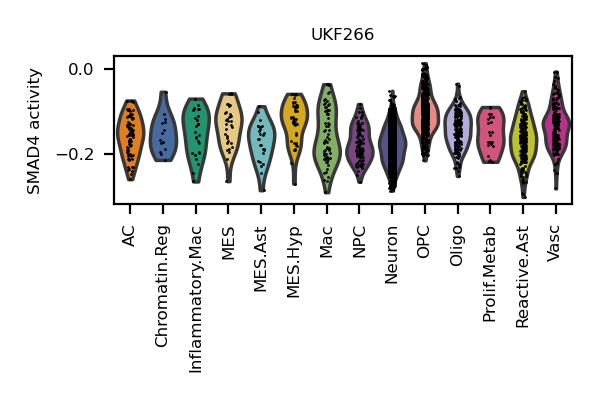 UKF266
SMAD4 activity
0.0
−0.2
AC
Chromatin.Reg
Inflammatory.Mac
MES
MES.Ast
MES.Hyp
Mac
NPC
Neuron
OPC
Oligo
Prolif.Metab
Reactive.Ast
Vasc